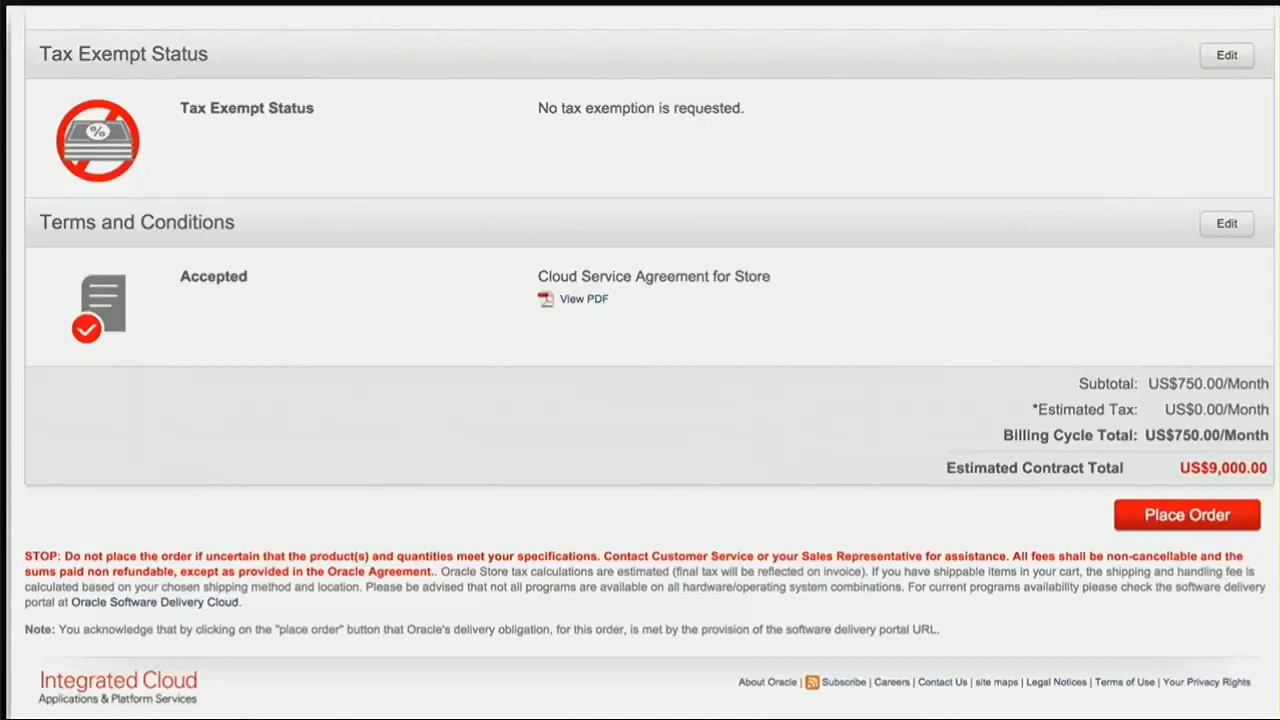 Tax Exempt Status
Edit
Tax Exempt Status
No tax exemption is requested.
%
Terms and Conditions
Edit
Accepted
Cloud Service Agreement for Store
View PDF
Subtotal: US$750.00/Month
*Estimated Tax: US$0.00/Month
Billing Cycle Total: US$750.00/Month
Estimated Contract Total US$9,000.00
Place Order
STOP: Do not place the order if uncertain that the product(s) and quantities meet your specifications. Contact Customer Service or your Sales Representative for assistance. All fees shall be non-cancellable and the
sums paid non refundable, except as provided in the Oracle Agreement.. Oracle Store tax calculations are estimated (final tax will be reflected on invoice). If you have shippable items in your cart, the shipping and handling fee is
calculated based on your chosen shipping method and location. Please be advised that not all programs are available on all hardware/operating system combinations. For current programs availability please check the software delivery
portal at Oracle Software Delivery Cloud.
Note: You acknowledge that by clicking on the "place order" button that Oracle's delivery obligation, for this order, is met by the provision of the software delivery portal URL.
Integrated Cloud
Applications & Platform Services
About Oracle | Subscribe | Careers | Contact Us | site maps | Legal Notices | Terms of Use | Your Privacy Rights